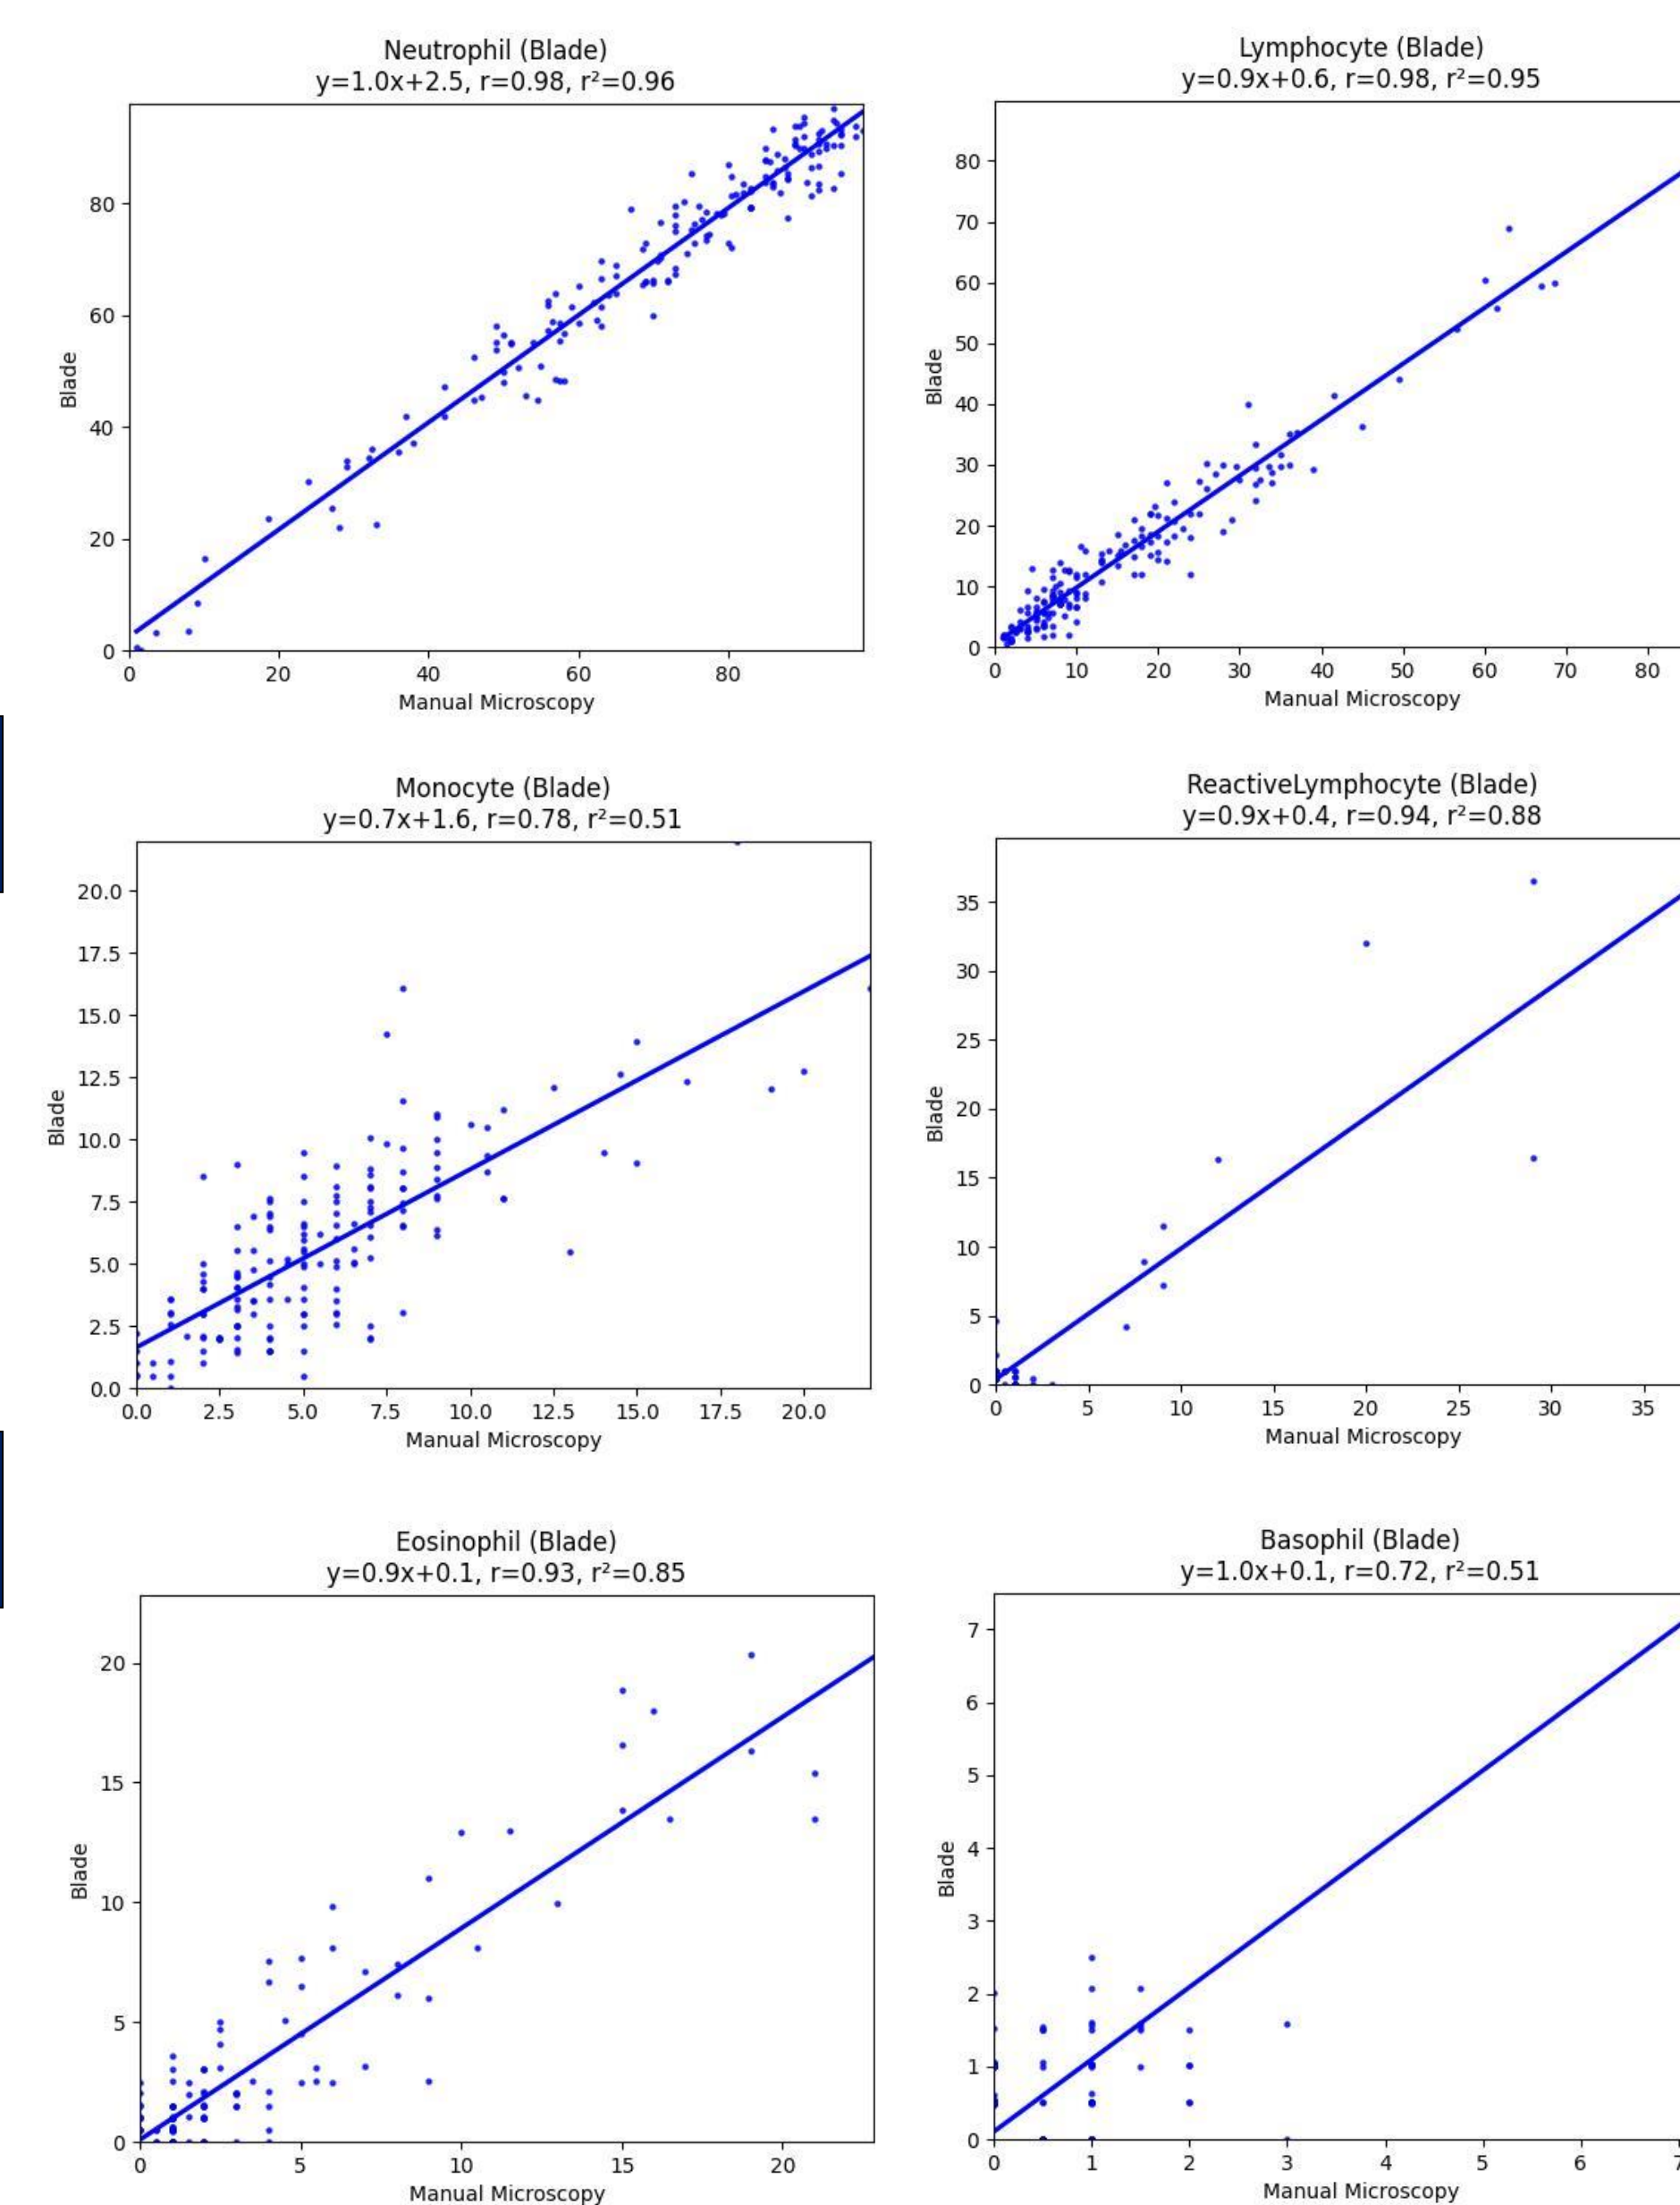 Neutrophil (Blade)
y=1.0x+2.5, r=0.98, r²=0.96
80
60
40
20
0
Blade
0 20 40 60 80
Manual Microscopy
Lymphocyte (Blade)
y=0.9x+0.6, r=0.98, r²=0.95
80
70
60
50
40
30
20
10
0
Blade
0 10 20 30 40 50 60 70 80
Manual Microscopy
Monocyte (Blade)
y=0.7x+1.6, r=0.78, r²=0.51
20.0
17.5
15.0
12.5
10.0
7.5
5.0
2.5
0.0
Blade
0.0 2.5 5.0 7.5 10.0 12.5 15.0 17.5 20.0
Manual Microscopy
ReactiveLymphocyte (Blade)
y=0.9x+0.4, r=0.94, r²=0.88
35
30
25
20
15
10
5
0
Blade
0 5 10 15 20 25 30 35
Manual Microscopy
Eosinophil (Blade)
y=0.9x+0.1, r=0.93, r²=0.85
20
15
10
5
0
Blade
0 5 10 15 20
Manual Microscopy
Basophil (Blade)
y=1.0x+0.1, r=0.72, r²=0.51
7
6
5
4
3
2
1
0
Blade
0 1 2 3 4 5 6 7
Manual Microscopy